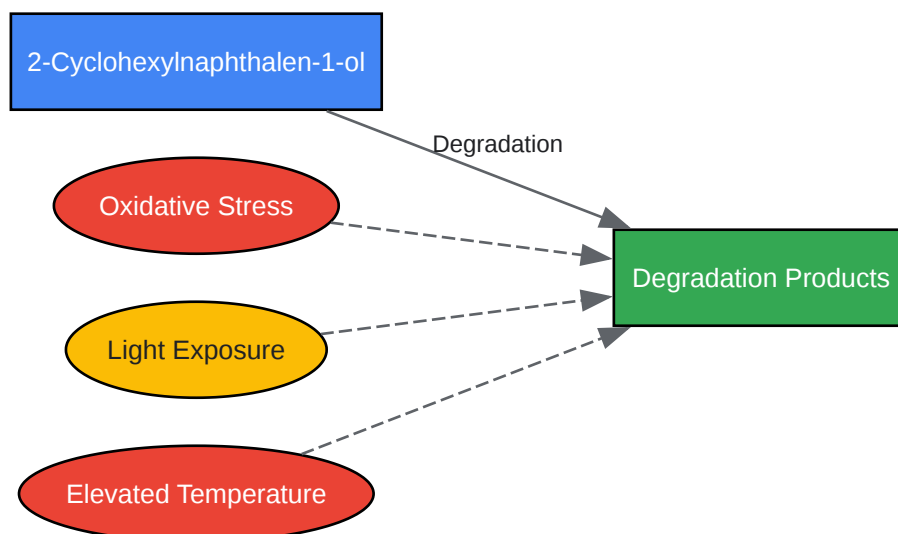 2-Cyclohexylnaphthalen-1-ol
Degradation
Oxidative Stress
Degradation Products
Light Exposure
Elevated Temperature